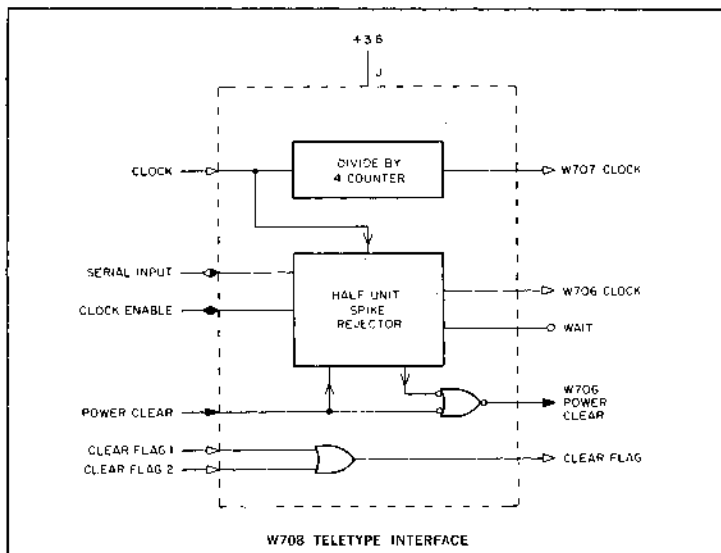 +3.6
J
CLOCK
DIVIDE BY
4 COUNTER
W707 CLOCK
SERIAL INPUT
CLOCK ENABLE
HALF UNIT
SPIKE
REJECTOR
W706 CLOCK
WAIT
POWER CLEAR
W706
POWER
CLEAR
CLEAR FLAG 1
CLEAR FLAG 2
CLEAR FLAG
W708 TELETYPE INTERFACE